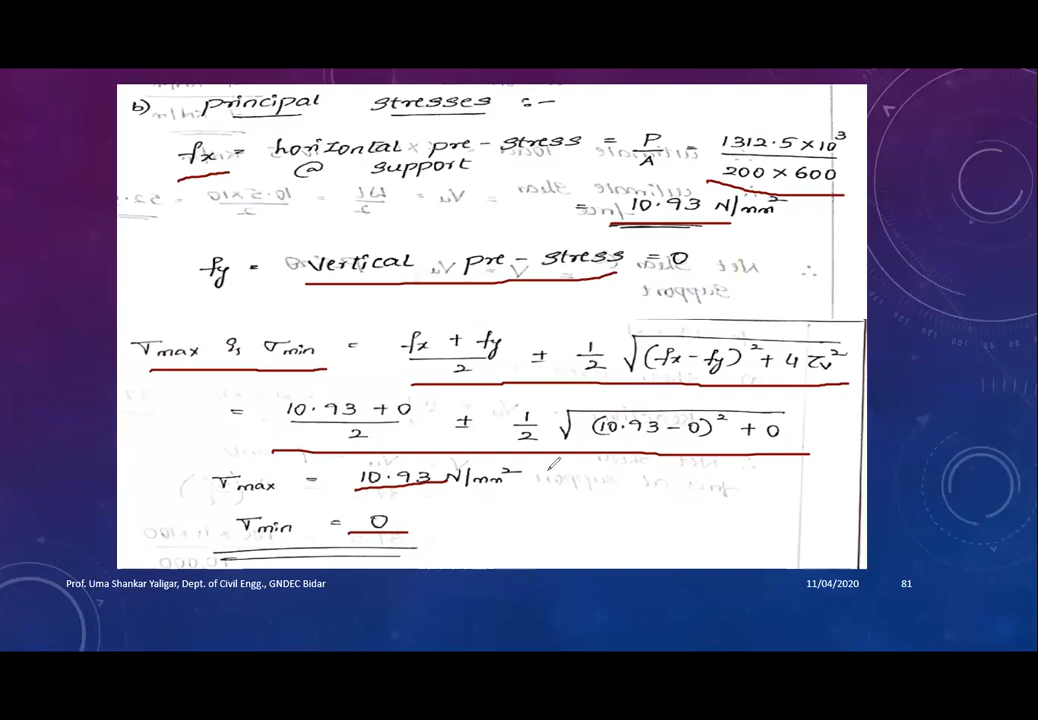 b) principal stresses :-
fx = horizontal pre-stress @ support = P/A = 1312.5 × 10³ / 200 × 600
= 10.93 N/mm²
fy = vertical pre-stress = 0
σmax & σmin = (fx + fy)/2 ± 1/2 √((fx - fy)² + 4 τv²)
= (10.93 + 0)/2 ± 1/2 √((10.93 - 0)² + 0)
σmax = 10.93 N/mm²
σmin = 0
Prof. Uma Shankar Yaligar, Dept. of Civil Engg., GNDEC Bidar 11/04/2020 81